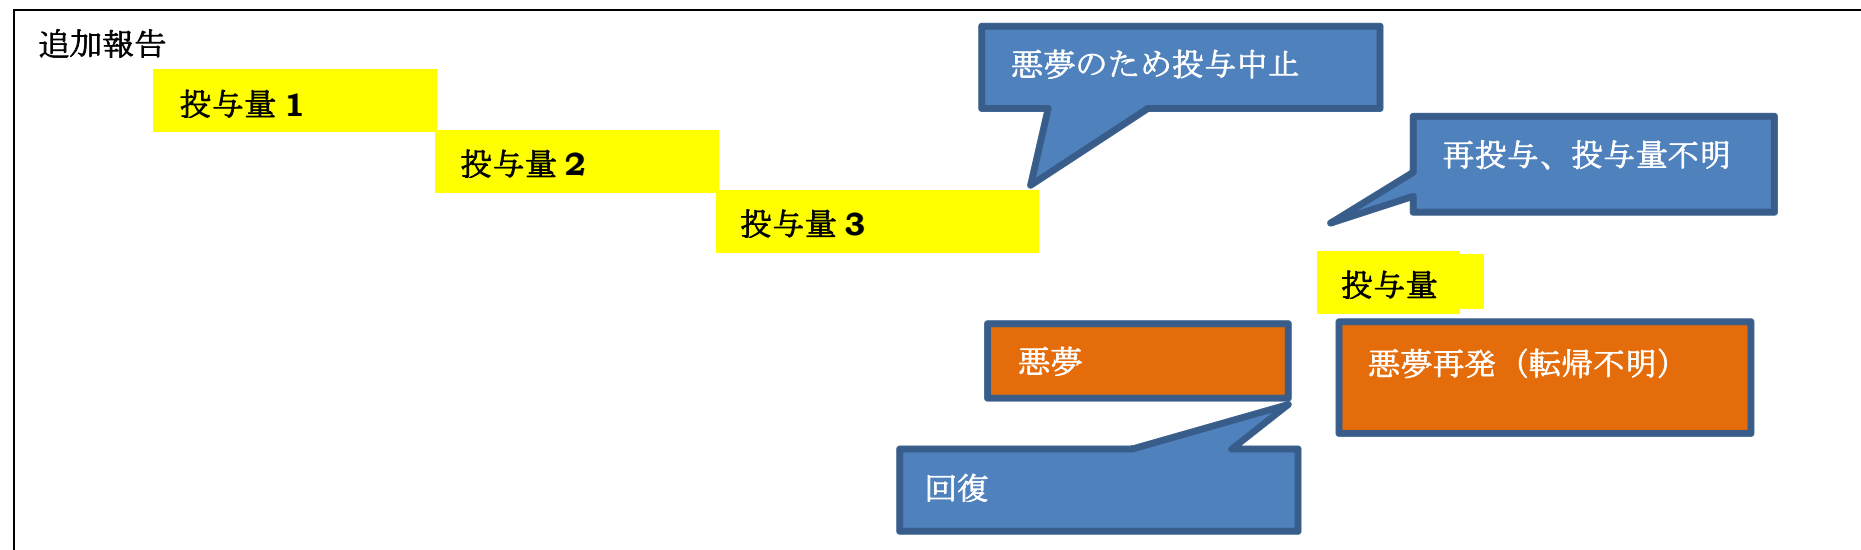 追加報告
悪夢のため投与中止
投与量 1
再投与、投与量不明
投与量 2
投与量 3
投与量
悪夢
悪夢再発（転帰不明）
回復